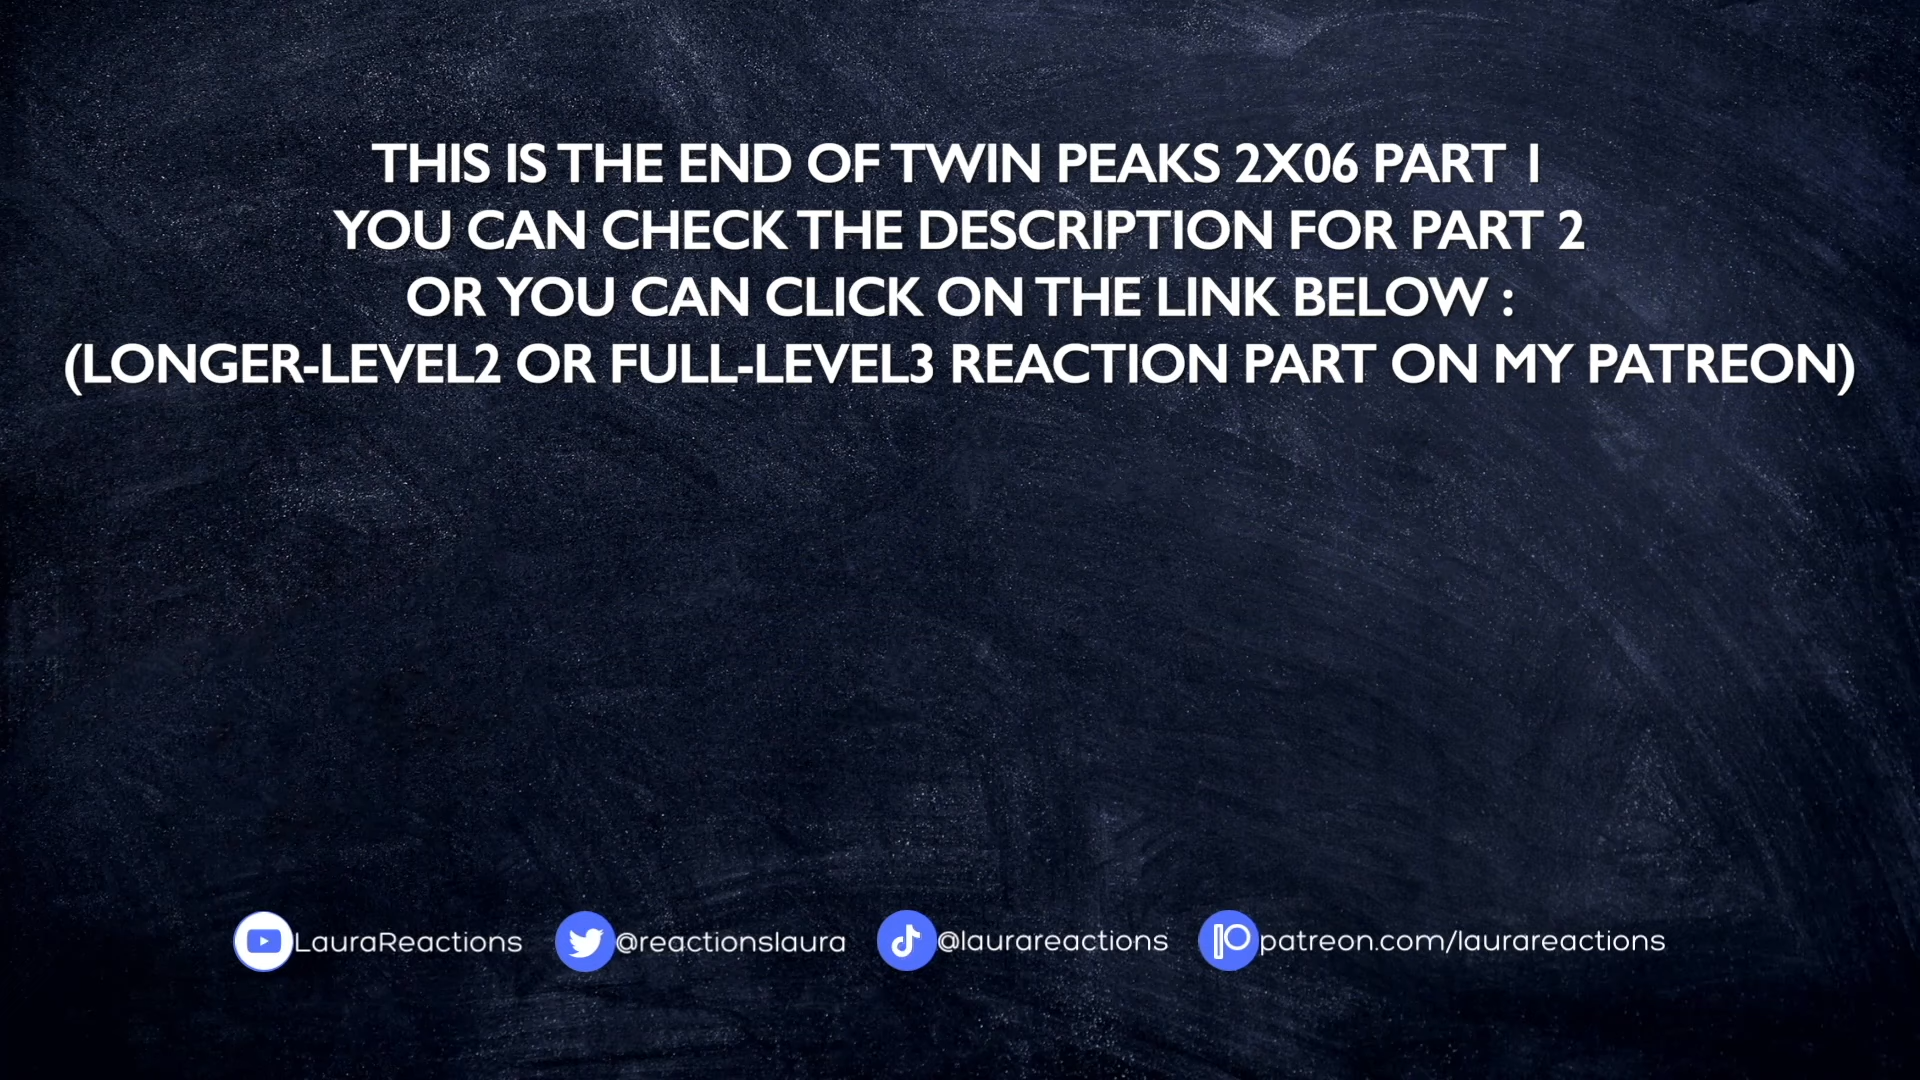 THIS IS THE END OF TWIN PEAKS 2X06 PART 1
YOU CAN CHECK THE DESCRIPTION FOR PART 2
OR YOU CAN CLICK ON THE LINK BELOW :
(LONGER-LEVEL2 OR FULL-LEVEL3 REACTION PART ON MY PATREON)
LauraReactions @reactionslaura @laurareactions patreon.com/laurareactions